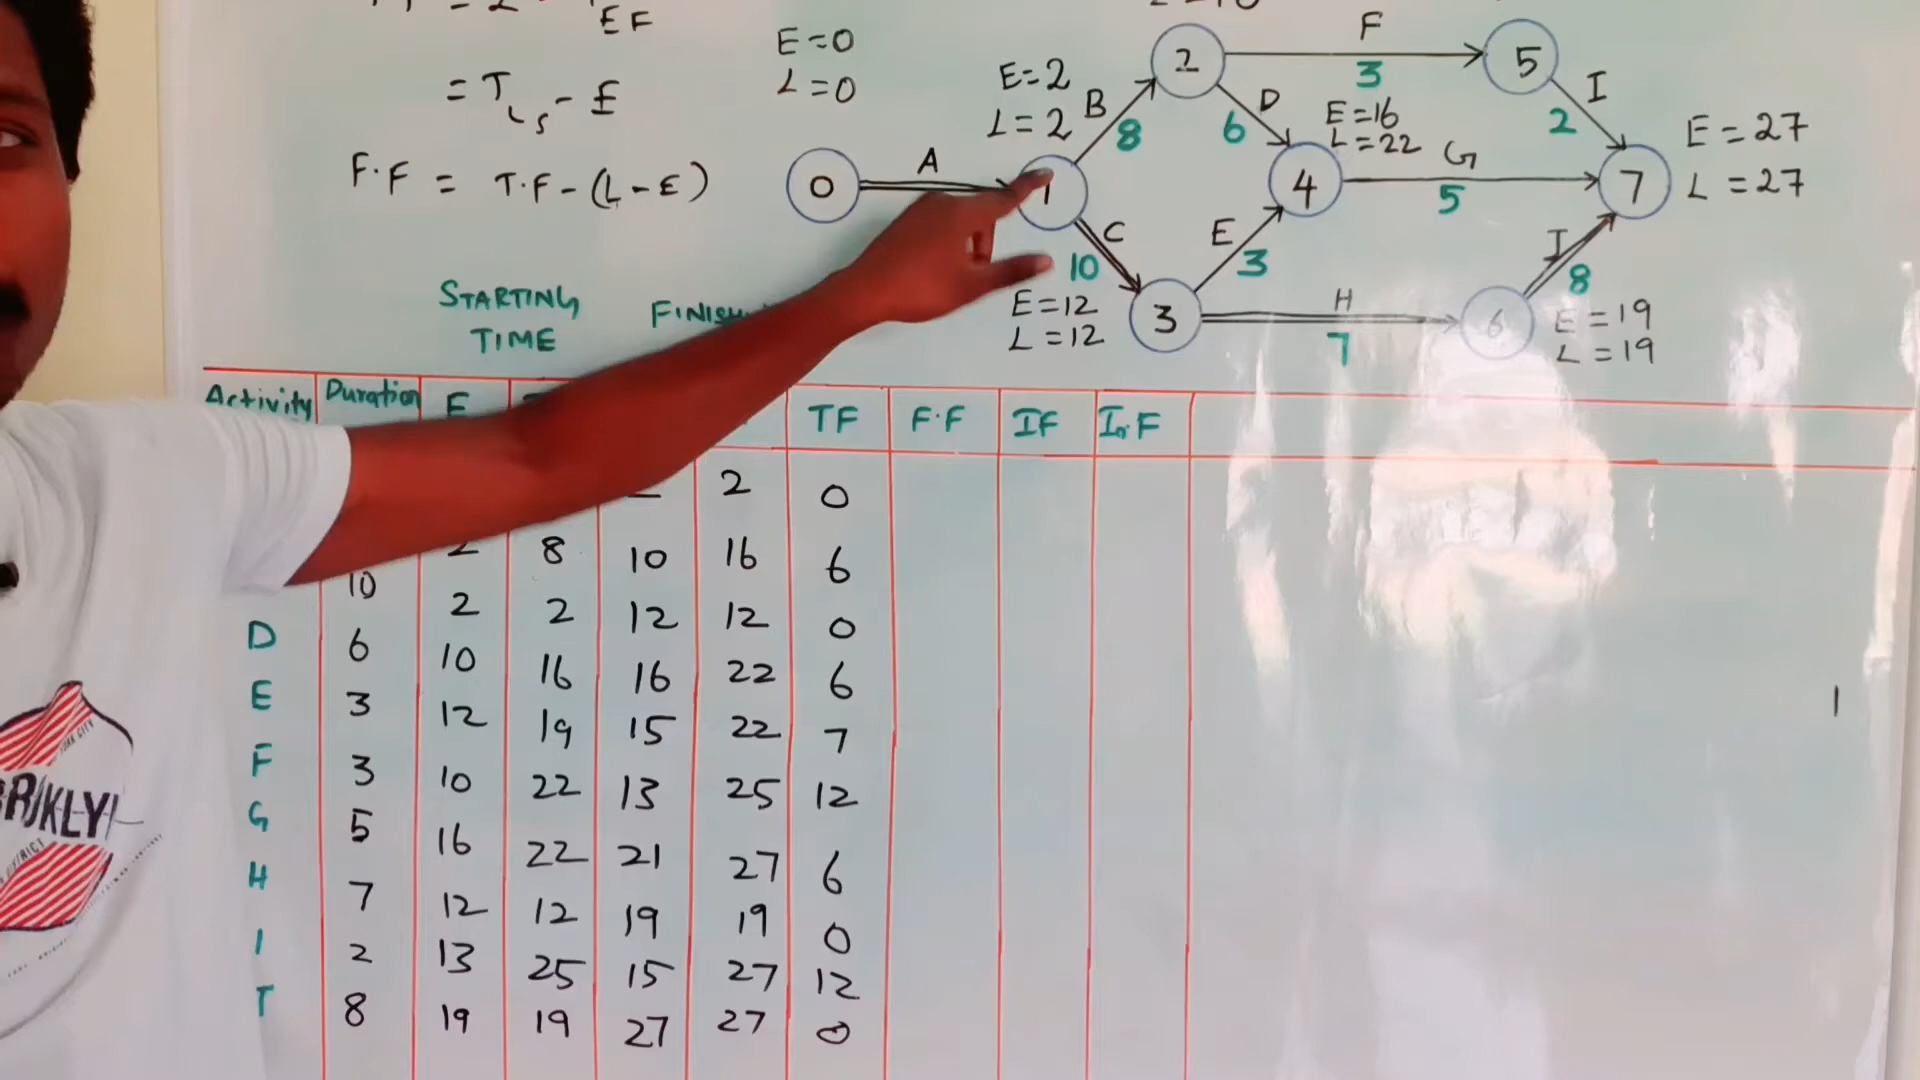 EF
= T LS - E
F.F = T.F - (L - E)
E=0
L=0
E=2
L=2
0
A
1
B
8
2
F
3
5
D
6
E=16
L=22
I
2
E=27
L=27
4
G
5
7
C
10
E
3
E=12
L=12
3
H
7
6
8
E=19
L=19
STARTING
TIME
Activity Duration E TF F.F IF In.F
2 0
2 8 10 16 6
10 2 2 12 12 0
D 6 10 16 16 22 6
E 3 12 19 15 22 7
F 3 10 22 13 25 12
G 5 16 22 21 27 6
H 7 12 12 19 19 0
I 2 13 25 15 27 12
J 8 19 19 27 27 0